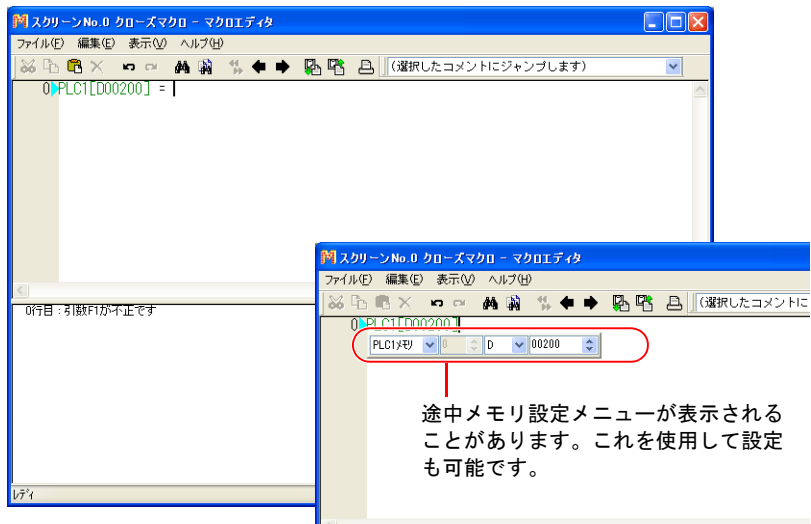 スクリーンNo.0 クローズマクロ - マクロエディタ
ファイル(F) 編集(E) 表示(V) ヘルプ(H)
(選択したコメントにジャンプします)
0 PLC1[D00200] =
0行目 : 引数F1が不正です
レディ
スクリーンNo.0 クローズマクロ - マクロエディタ
ファイル(F) 編集(E) 表示(V) ヘルプ(H)
(選択したコメントに
0 PLC1[D00200]
PLC1メモリ 0 D 00200
途中メモリ設定メニューが表示される
ことがあります。これを使用して設定
も可能です。